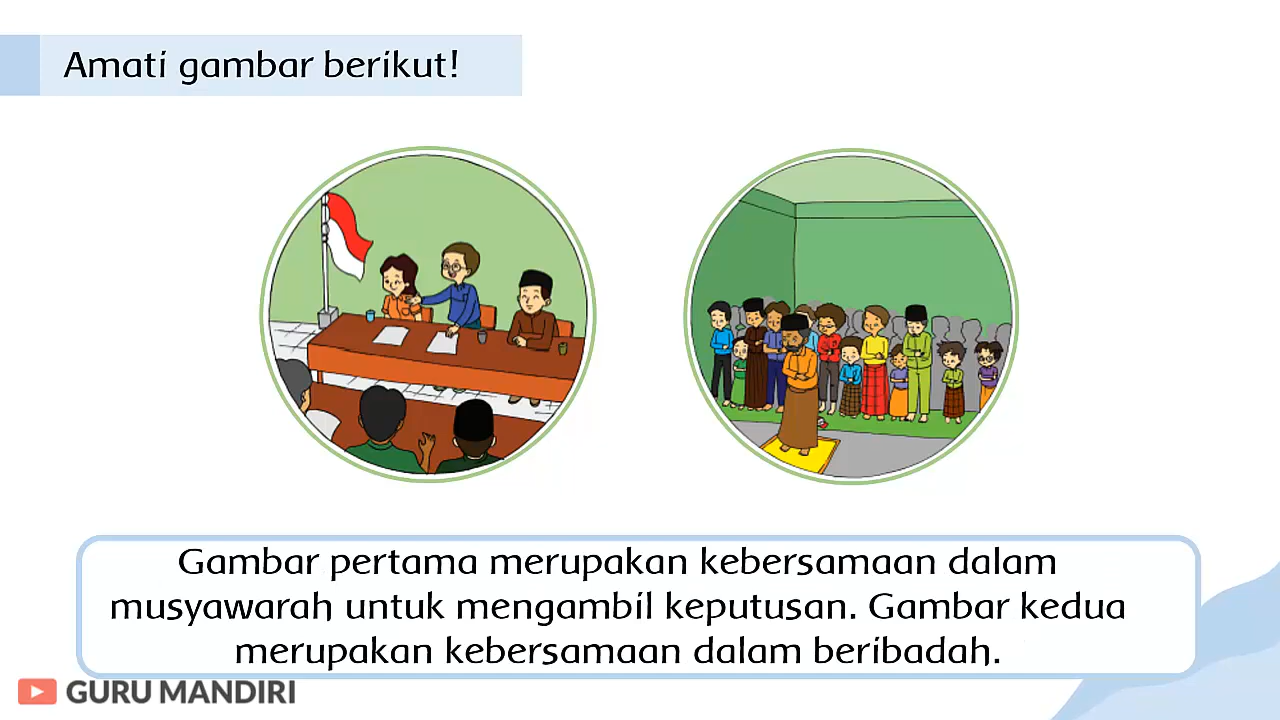 Amati gambar berikut!
Gambar pertama merupakan kebersamaan dalam
musyawarah untuk mengambil keputusan. Gambar kedua
merupakan kebersamaan dalam beribadah.
GURU MANDIRI